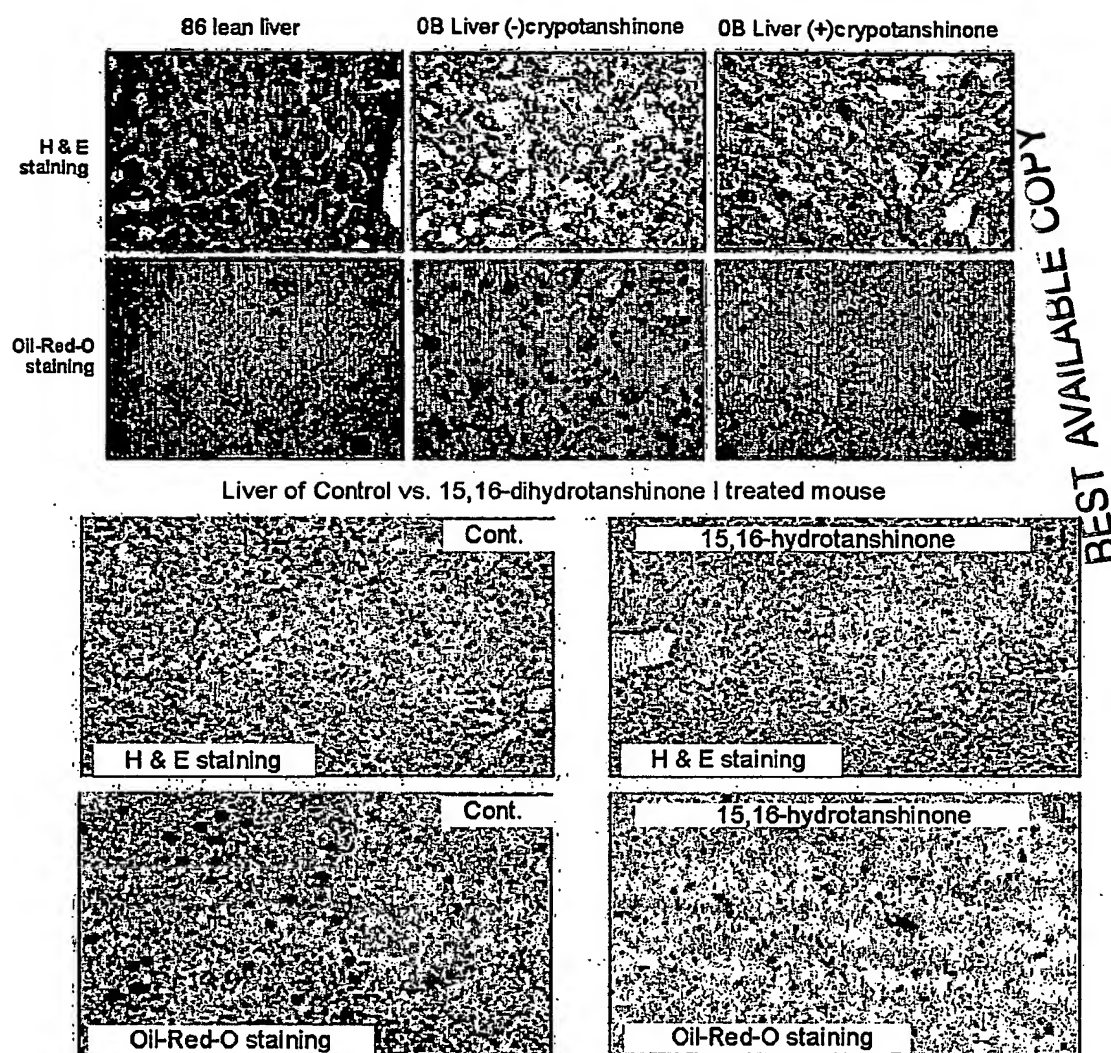 86 lean liver
0B Liver (-)crypotanshinone
0B Liver (+)crypotanshinone
H & E
staining
Oil-Red-O
staining
BEST AVAILABLE COPY
Liver of Control vs. 15,16-dihydrotanshinone I treated mouse
Cont.
15,16-hydrotanshinone
H & E staining
H & E staining
Cont.
15,16-hydrotanshinone
Oil-Red-O staining
Oil-Red-O staining